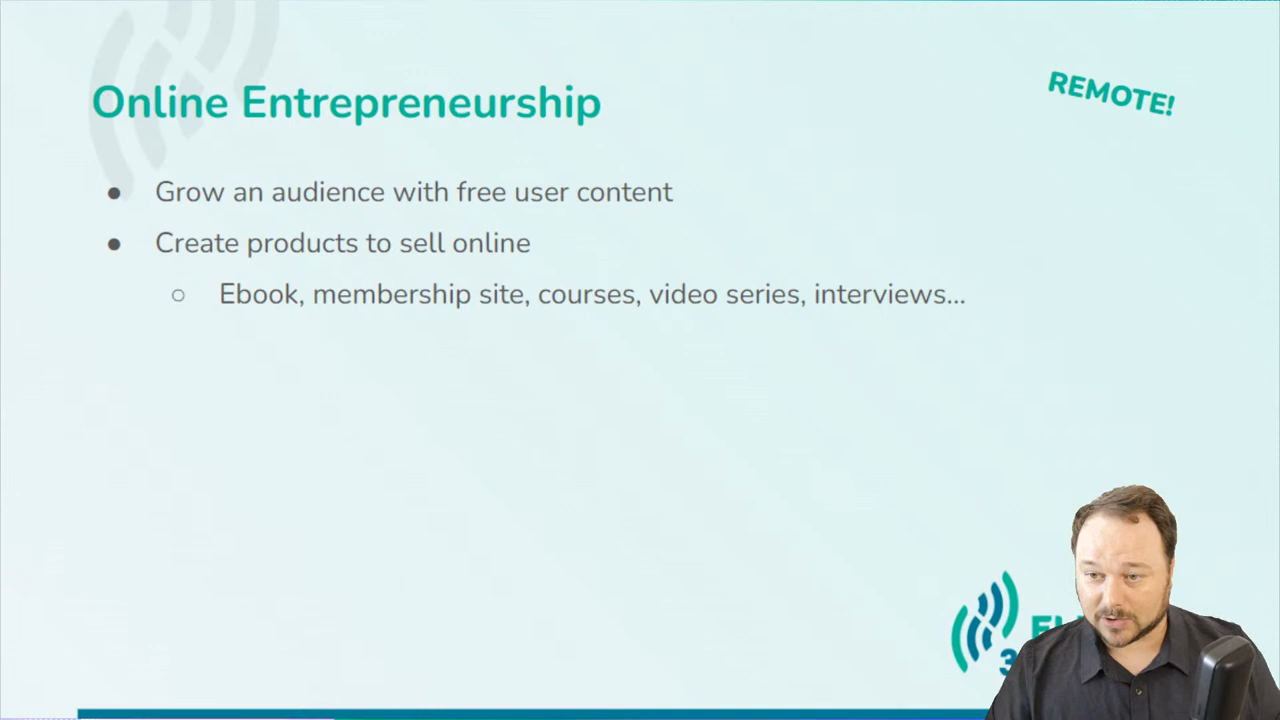 Online Entrepreneurship
REMOTE!
● Grow an audience with free user content
● Create products to sell online
○ Ebook, membership site, courses, video series, interviews...
3